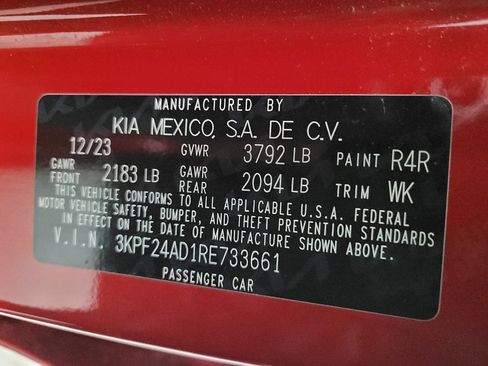 MANUFACTURED BY
KIA MEXICO, S.A. DE C.V.
12/23 GVWR 3792 LB PAINT R4R
GAWR FRONT 2183 LB GAWR REAR 2094 LB TRIM WK
THIS VEHICLE CONFORMS TO ALL APPLICABLE U.S.A. FEDERAL
MOTOR VEHICLE SAFETY, BUMPER, AND THEFT PREVENTION STANDARDS
IN EFFECT ON THE DATE OF MANUFACTURE SHOWN ABOVE.
V.I.N. 3KPF24AD1RE733661
PASSENGER CAR